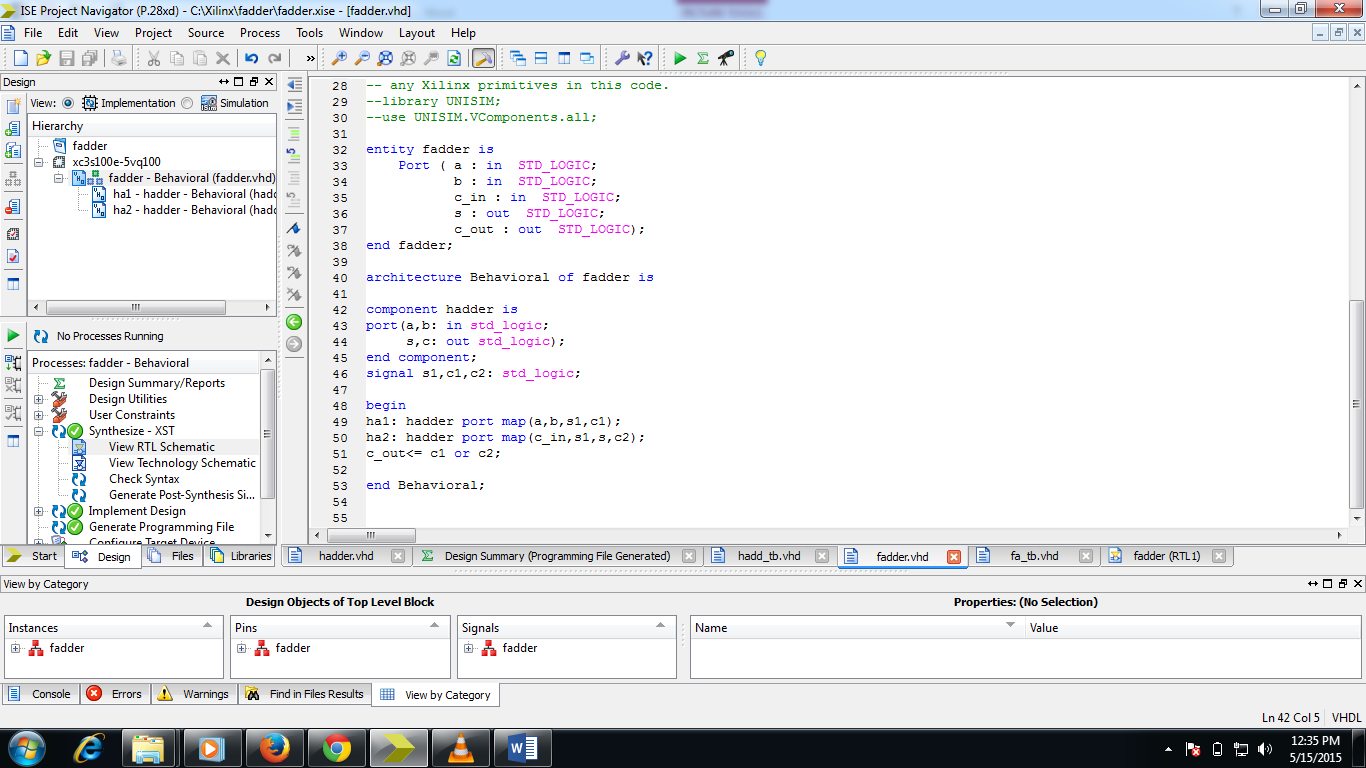 ISE Project Navigator (P.28xd) - C:\Xilinx\fadder\fadder.xise - [fadder.vhd]
File Edit View Project Source Process Tools Window Layout Help
»
Design
View: Implementation Simulation
Hierarchy
fadder
xc3s100e-5vq100
fadder - Behavioral (fadder.vhd)
ha1 - hadder - Behavioral (hadd
ha2 - hadder - Behavioral (hadd
No Processes Running
Processes: fadder - Behavioral
Design Summary/Reports
Design Utilities
User Constraints
Synthesize - XST
View RTL Schematic
View Technology Schematic
Check Syntax
Generate Post-Synthesis Si...
Implement Design
Generate Programming File
Configure Target Device
Start Design Files Libraries
28 -- any Xilinx primitives in this code.
29 --library UNISIM;
30 --use UNISIM.VComponents.all;
31
32 entity fadder is
33     Port ( a : in  STD_LOGIC;
34            b : in  STD_LOGIC;
35            c_in : in  STD_LOGIC;
36            s : out  STD_LOGIC;
37            c_out : out  STD_LOGIC);
38 end fadder;
39
40 architecture Behavioral of fadder is
41
42 component hadder is
43 port(a,b: in std_logic;
44      s,c: out std_logic);
45 end component;
46 signal s1,c1,c2: std_logic;
47
48 begin
49 ha1: hadder port map(a,b,s1,c1);
50 ha2: hadder port map(c_in,s1,s,c2);
51 c_out<= c1 or c2;
52
53 end Behavioral;
54
55
hadder.vhd Design Summary (Programming File Generated) hadd_tb.vhd fadder.vhd fa_tb.vhd fadder (RTL1)
View by Category
Design Objects of Top Level Block Properties: (No Selection)
Instances Pins Signals Name Value
fadder fadder fadder
Console Errors Warnings Find in Files Results View by Category
Ln 42 Col 5 VHDL
12:35 PM
5/15/2015